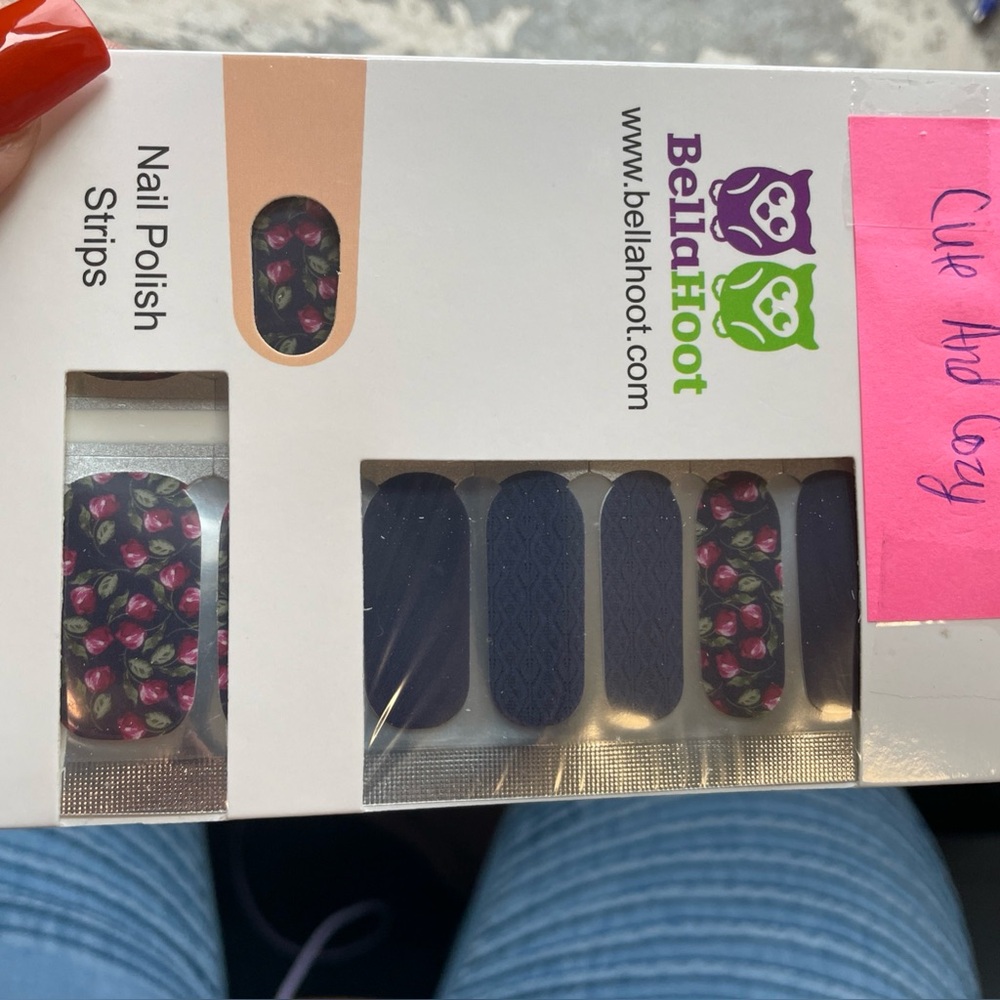 Cute And Cozy
BellaHoot
www.bellahoot.com
Nail Polish
Strips